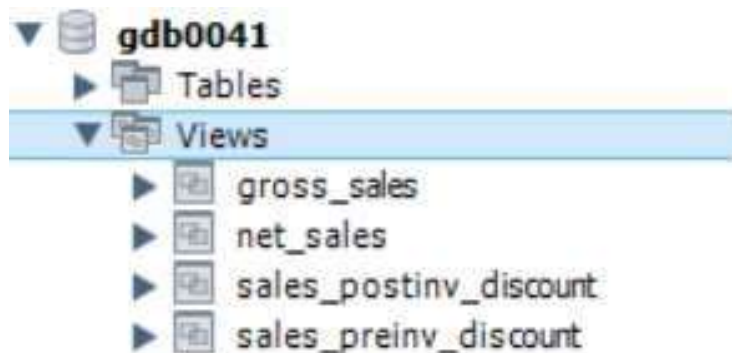 gdb0041
Tables
Views
gross_sales
net_sales
sales_postinv_discount
sales_preinv_discount